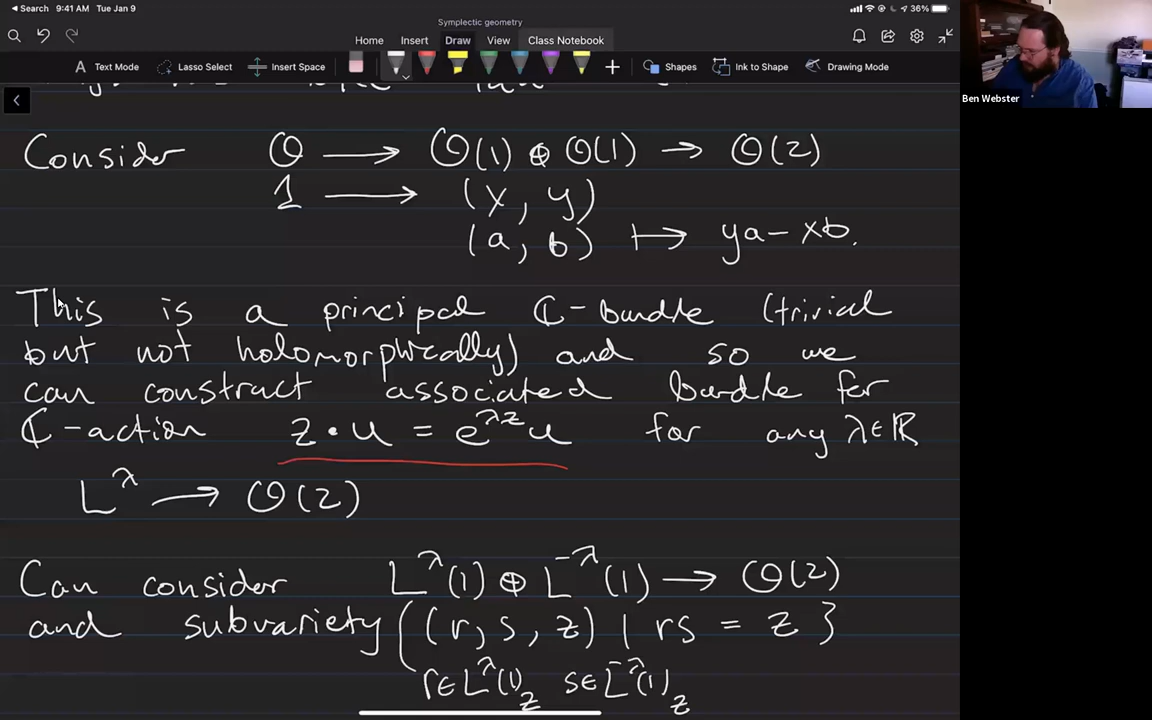 Search 9:41 AM Tue Jan 9
Symplectic geometry
36%
Home Insert Draw View Class Notebook
Text Mode Lasso Select Insert Space Shapes Ink to Shape Drawing Mode
Ben Webster
Consider O → O(1) ⊕ O(1) → O(2)
1 → (x, y)
(a, b) ↦ ya - xb.
This is a principal ℂ-bundle (trivial
but not holomorphically) and so we
can construct associated bundle for
ℂ-action z · u = e^{λz} u for any λ ∈ ℝ
L^λ → O(2)
Can consider L^λ(1) ⊕ L^{-λ}(1) → O(2)
and subvariety {(r, s, z) | rs = z}
r ∈ L^λ(1)_z s ∈ L^{-λ}(1)_z